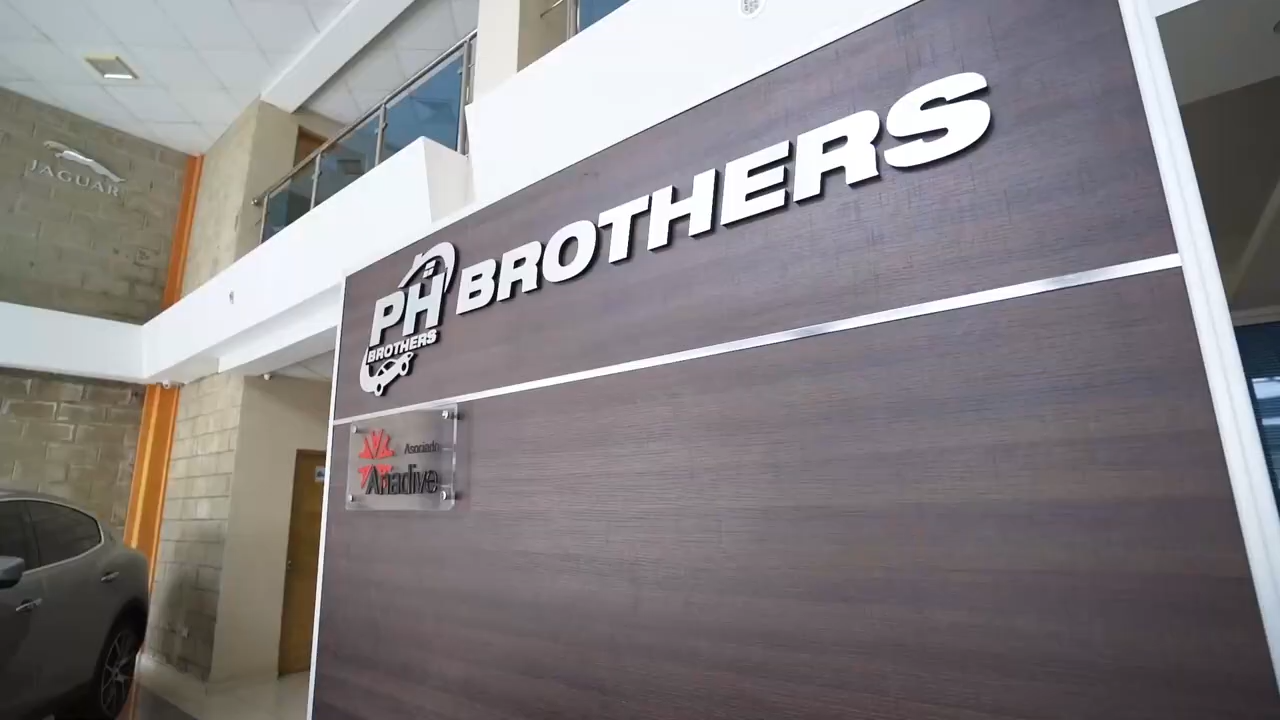 JAGUAR
BROTHERS
PH
BROTHERS
Asociado
Anadive